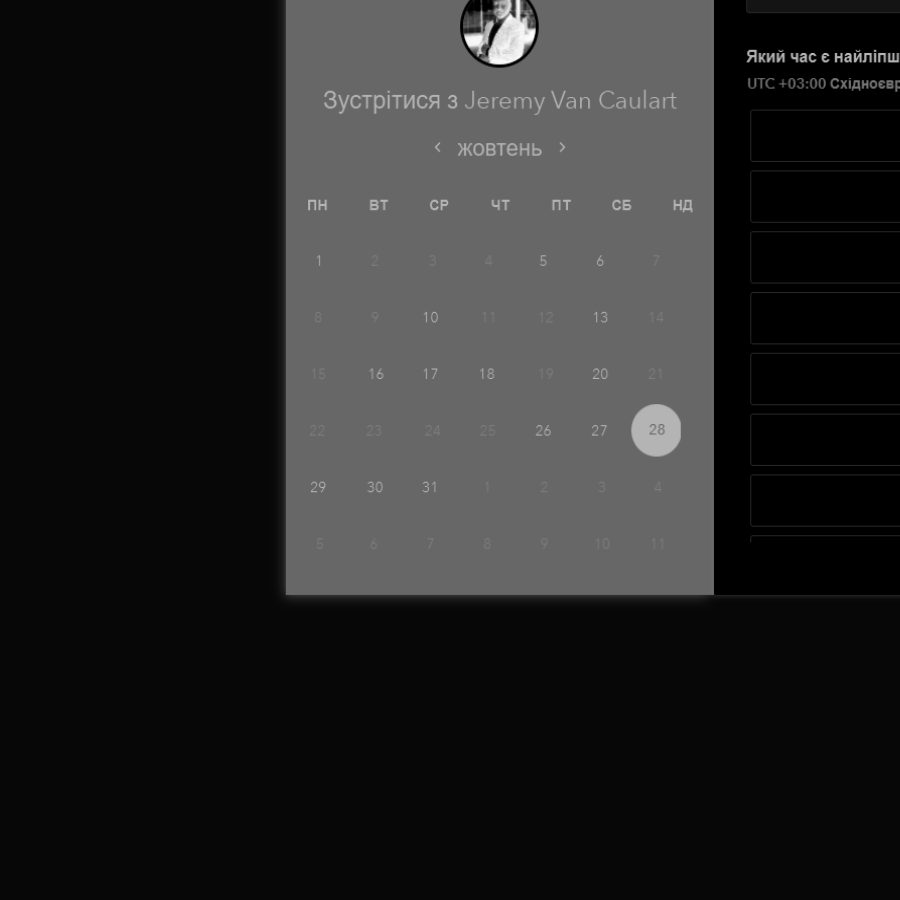 Зустрітися з Jeremy Van Caulart
‹ жовтень ›
ПН ВТ СР ЧТ ПТ СБ НД
1 2 3 4 5 6 7
8 9 10 11 12 13 14
15 16 17 18 19 20 21
22 23 24 25 26 27 28
29 30 31 1 2 3 4
5 6 7 8 9 10 11
Який час є найліпш
UTC +03:00 Східноєвр